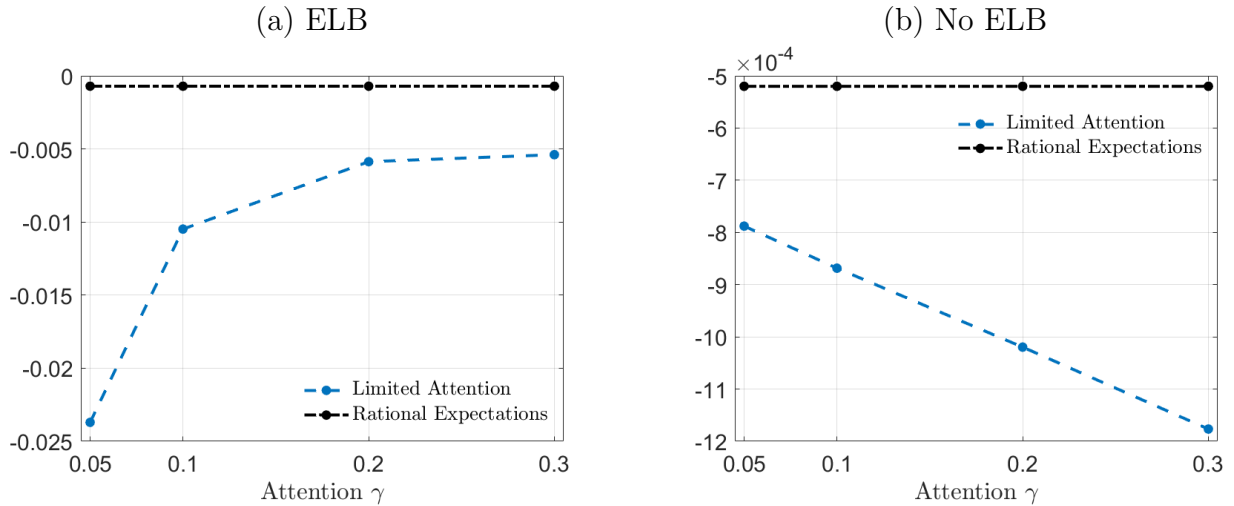 (a) ELB
0
-0.005
-0.01
-0.015
-0.02
-0.025
0.05 0.1 0.2 0.3
Attention γ
Limited Attention
Rational Expectations
(b) No ELB
×10⁻⁴
-5
-6
-7
-8
-9
-10
-11
-12
0.05 0.1 0.2 0.3
Attention γ
Limited Attention
Rational Expectations